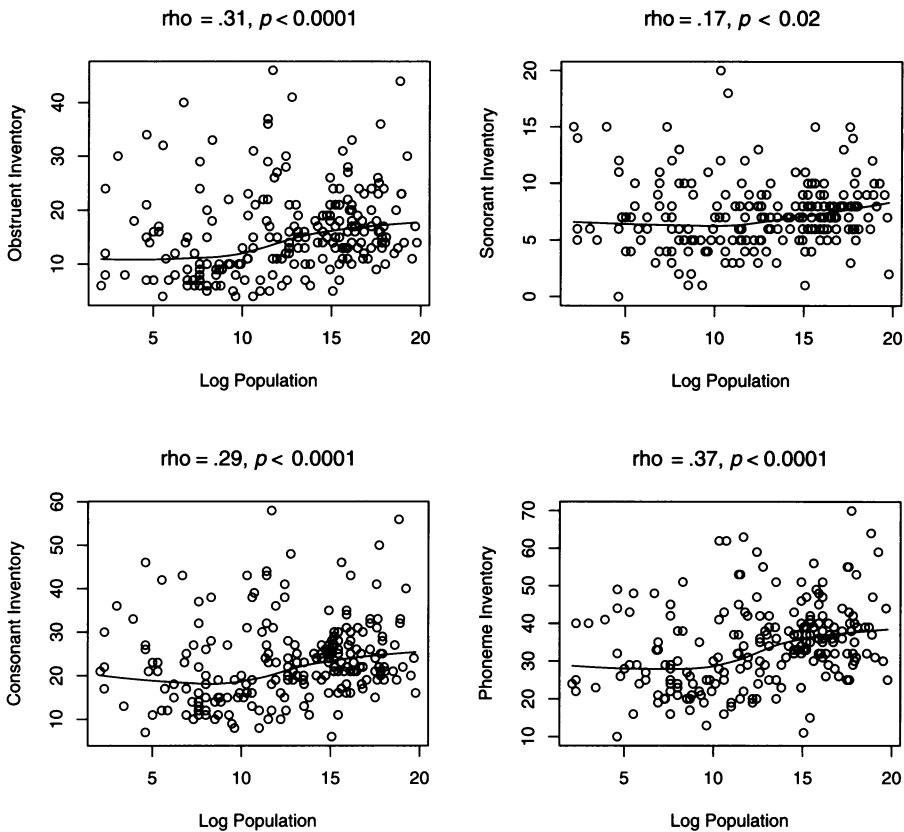 rho = .31, p < 0.0001
Obstruent Inventory
40
30
20
10
5 10 15 20
Log Population
rho = .17, p < 0.02
Sonorant Inventory
20
15
10
5
0
5 10 15 20
Log Population
rho = .29, p < 0.0001
Consonant Inventory
60
50
40
30
20
10
5 10 15 20
Log Population
rho = .37, p < 0.0001
Phoneme Inventory
70
60
50
40
30
20
10
5 10 15 20
Log Population